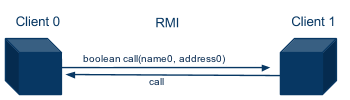 Client 0 RMI Client 1
boolean call(name0, address0)
call